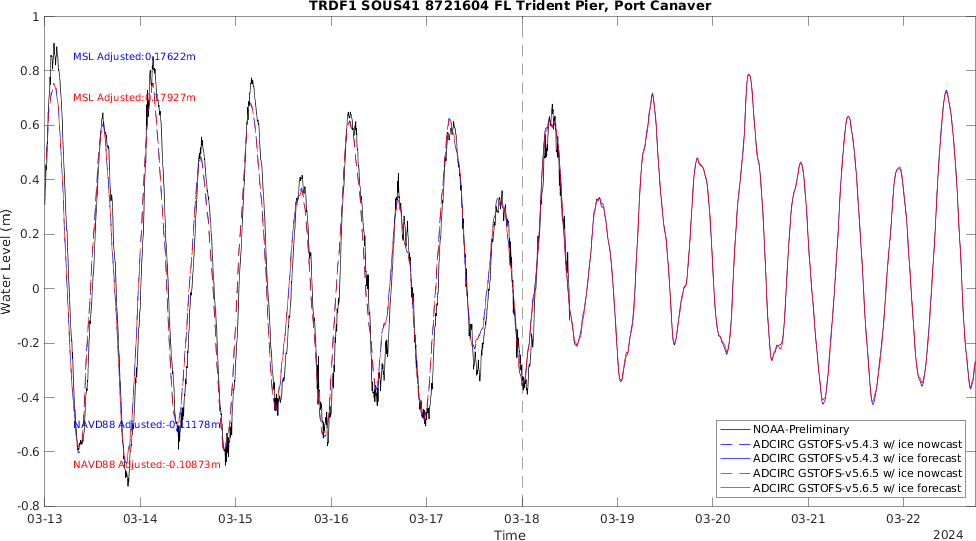 TRDF1 SOUS41 8721604 FL Trident Pier, Port Canaver
1
0.8
0.6
0.4
0.2
0
-0.2
-0.4
-0.6
-0.8
Water Level (m)
MSL Adjusted:0.17622m
MSL Adjusted:0.17927m
NAVD88 Adjusted:-0.11178m
NAVD88 Adjusted:-0.10873m
NOAA-Preliminary
ADCIRC GSTOFS-v5.4.3 w/ ice nowcast
ADCIRC GSTOFS-v5.4.3 w/ ice forecast
ADCIRC GSTOFS-v5.6.5 w/ ice nowcast
ADCIRC GSTOFS-v5.6.5 w/ ice forecast
03-13 03-14 03-15 03-16 03-17 03-18 03-19 03-20 03-21 03-22
Time
2024